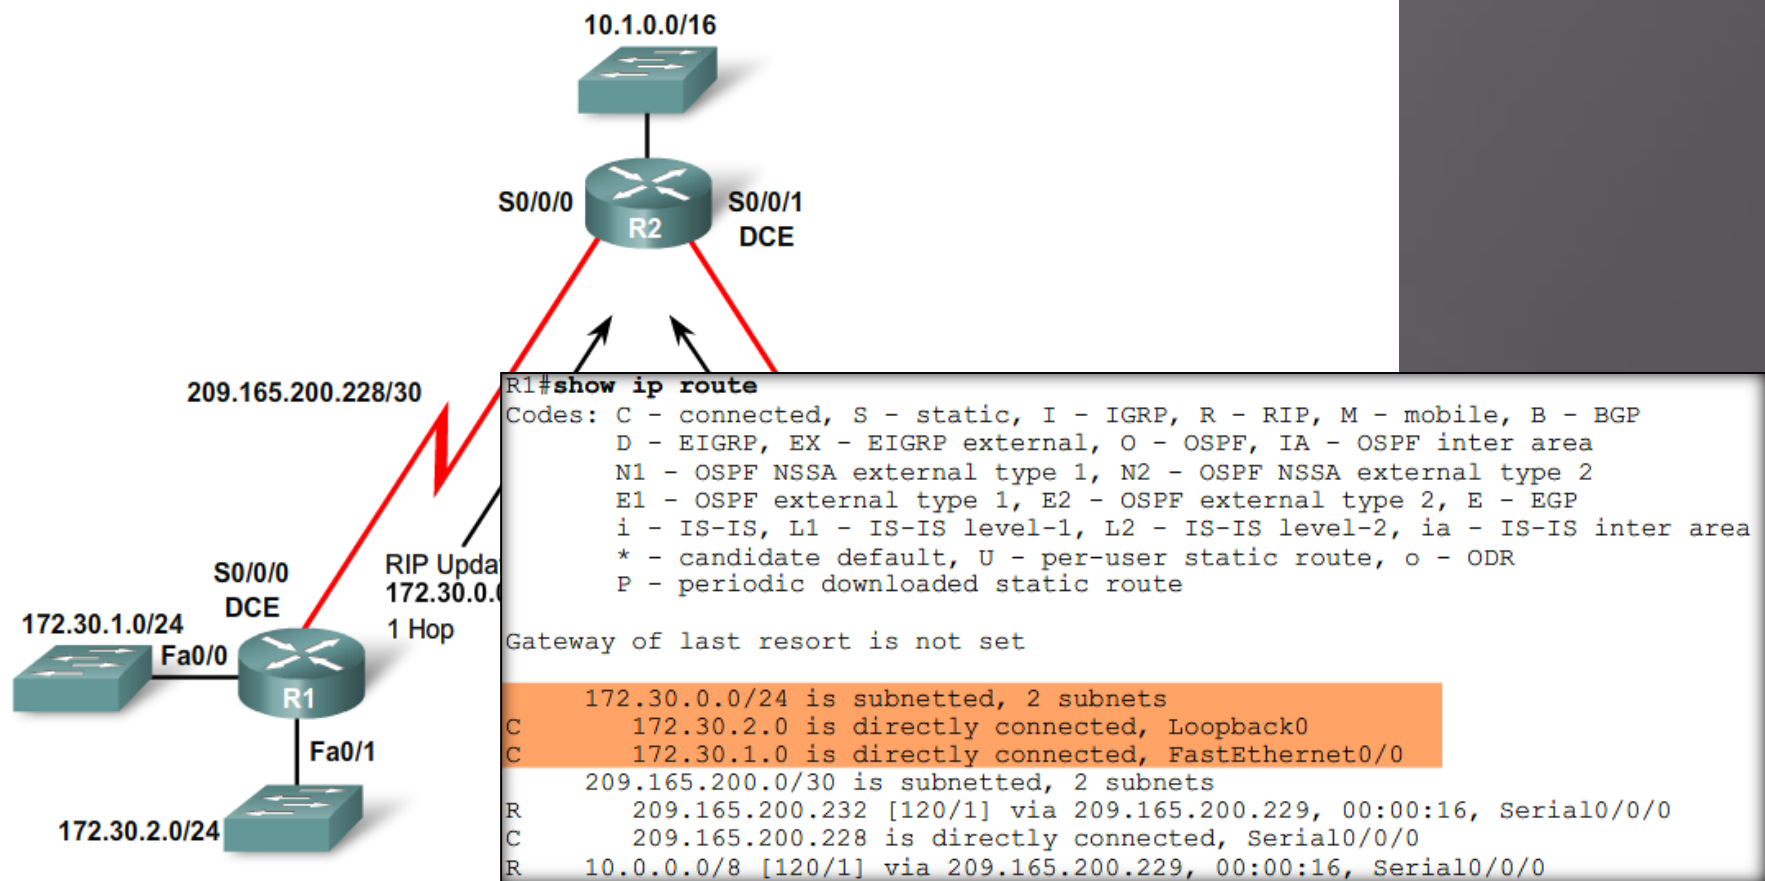 10.1.0.0/16
S0/0/0
S0/0/1
DCE
R2
209.165.200.228/30
RIP Upda
172.30.0.0
1 Hop
S0/0/0
DCE
172.30.1.0/24
Fa0/0
R1
Fa0/1
172.30.2.0/24
R1#show ip route
Codes: C - connected, S - static, I - IGRP, R - RIP, M - mobile, B - BGP
D - EIGRP, EX - EIGRP external, O - OSPF, IA - OSPF inter area
N1 - OSPF NSSA external type 1, N2 - OSPF NSSA external type 2
E1 - OSPF external type 1, E2 - OSPF external type 2, E - EGP
i - IS-IS, L1 - IS-IS level-1, L2 - IS-IS level-2, ia - IS-IS inter area
* - candidate default, U - per-user static route, o - ODR
P - periodic downloaded static route
Gateway of last resort is not set
172.30.0.0/24 is subnetted, 2 subnets
C 172.30.2.0 is directly connected, Loopback0
C 172.30.1.0 is directly connected, FastEthernet0/0
209.165.200.0/30 is subnetted, 2 subnets
R 209.165.200.232 [120/1] via 209.165.200.229, 00:00:16, Serial0/0/0
C 209.165.200.228 is directly connected, Serial0/0/0
R 10.0.0.0/8 [120/1] via 209.165.200.229, 00:00:16, Serial0/0/0